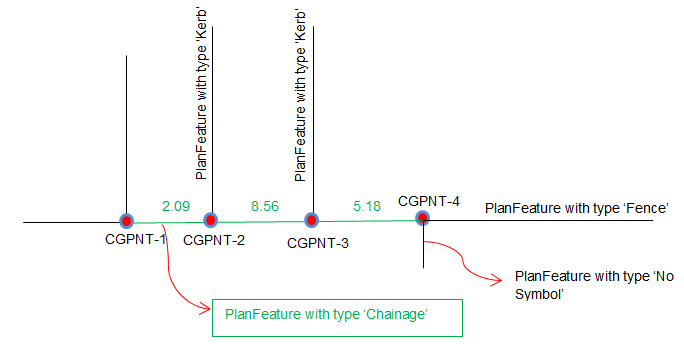 PlanFeature with type 'Kerb'
PlanFeature with type 'Kerb'
2.09
8.56
5.18
CGPNT-4
PlanFeature with type ‘Fence’
CGPNT-1
CGPNT-2
CGPNT-3
PlanFeature with type ‘No
Symbol’
PlanFeature with type ‘Chainage’